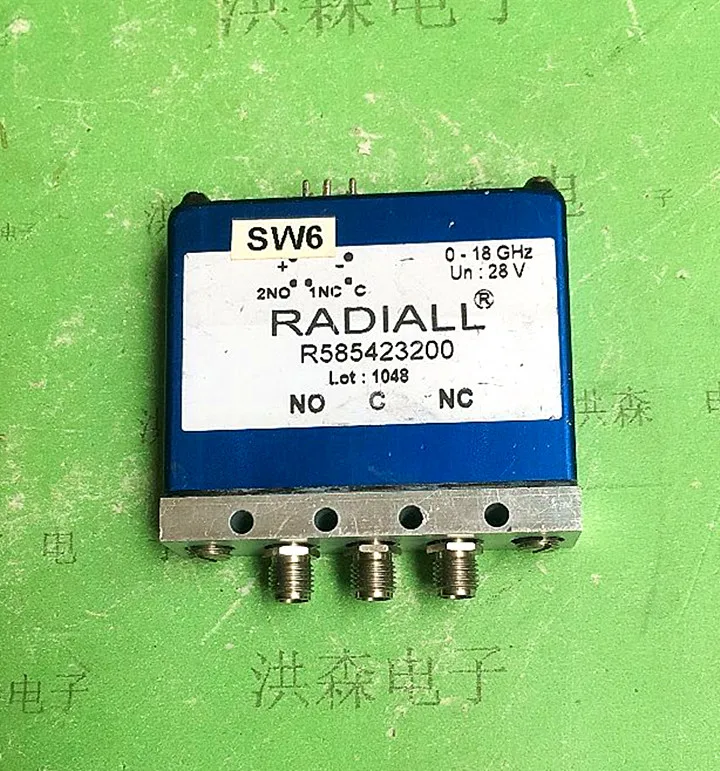 洪森电子
SW6
+ -
0 - 18 GHz
Un : 28 V
2NO 1NC C
RADIALL®
R585423200
Lot : 1048
NO C NC
洪森
电
洪森电子
电子